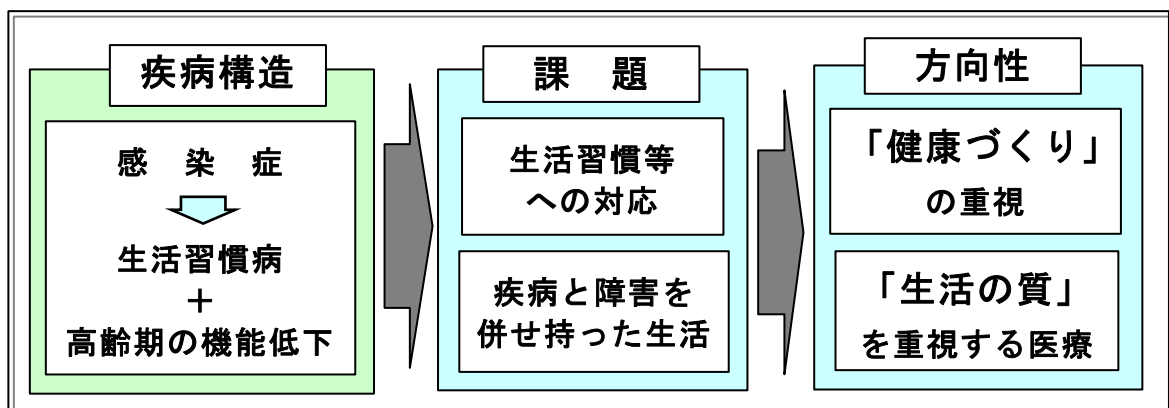 疾病構造
感　染　症
生活習慣病
＋
高齢期の機能低下
課　題
生活習慣等
への対応
疾病と障害を
併せ持った生活
方向性
「健康づくり」
の重視
「生活の質」
を重視する医療